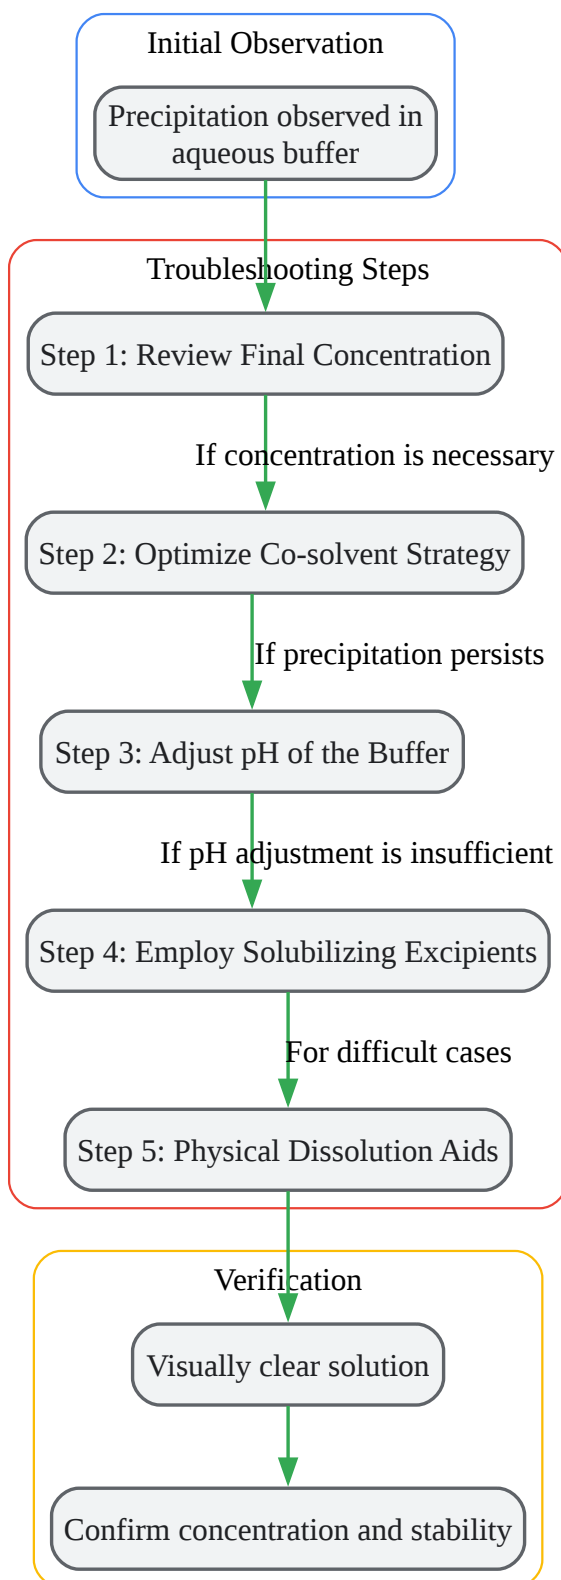 Initial Observation
Precipitation observed in
aqueous buffer
Troubleshooting Steps
Step 1: Review Final Concentration
If concentration is necessary
Step 2: Optimize Co-solvent Strategy
If precipitation persists
Step 3: Adjust pH of the Buffer
If pH adjustment is insufficient
Step 4: Employ Solubilizing Excipients
For difficult cases
Step 5: Physical Dissolution Aids
Verification
Visually clear solution
Confirm concentration and stability